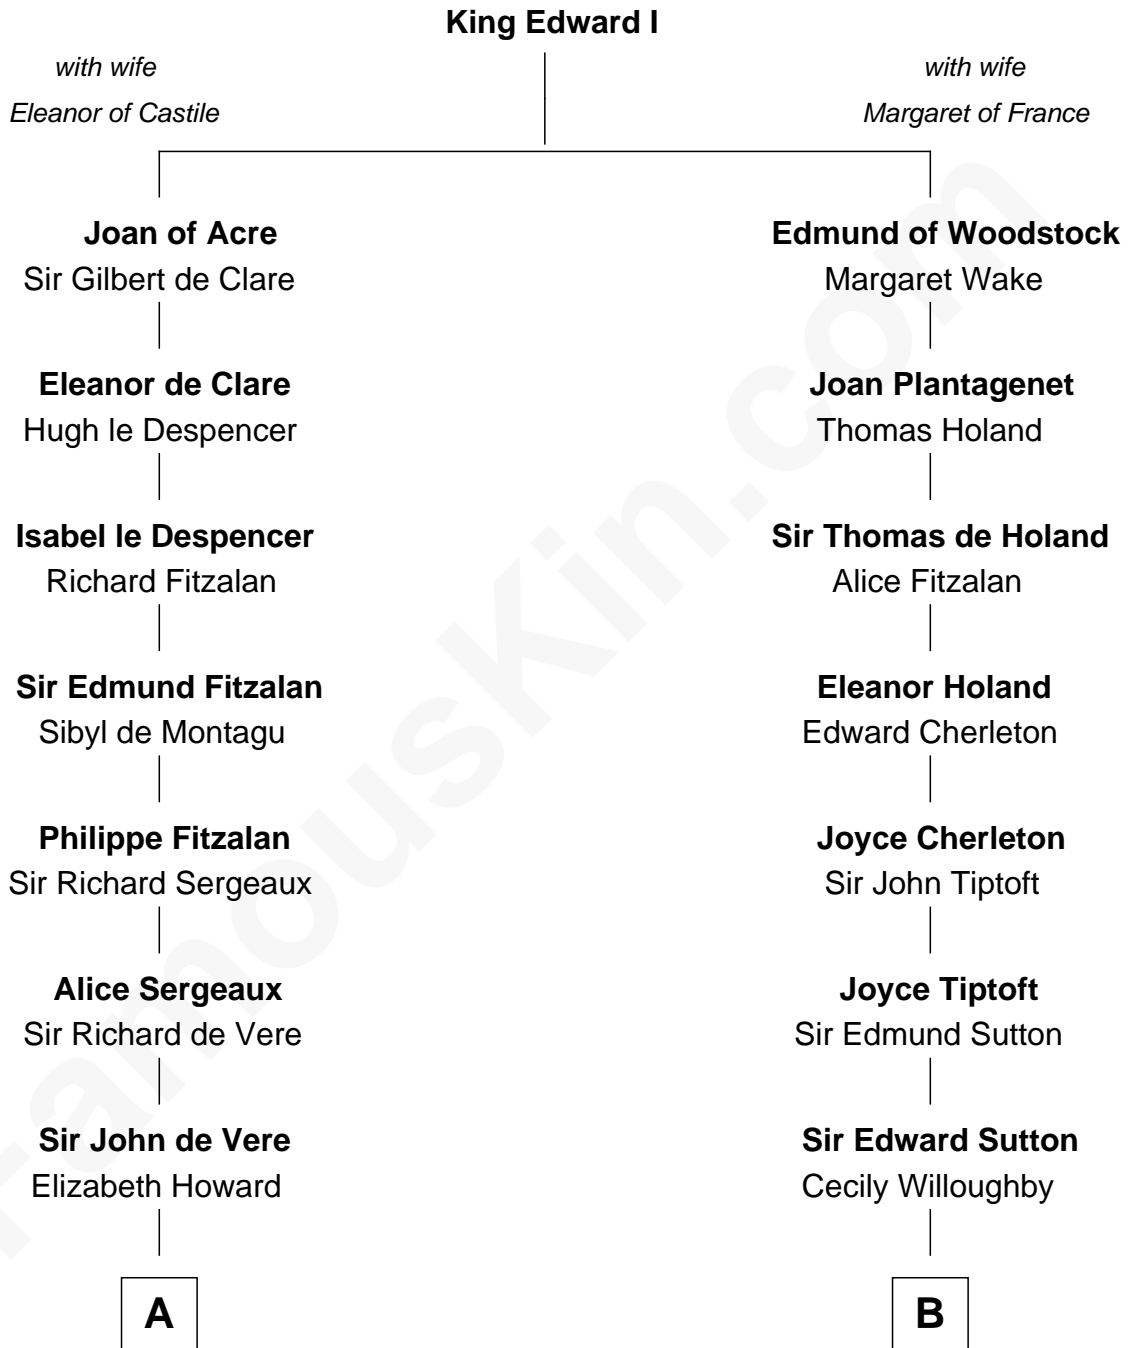 King Edward I
with wife
Eleanor of Castile
with wife
Margaret of France
Joan of Acre
Sir Gilbert de Clare
Edmund of Woodstock
Margaret Wake
Eleanor de Clare
Hugh le Despencer
Joan Plantagenet
Thomas Holand
Isabel le Despencer
Richard Fitzalan
Sir Thomas de Holand
Alice Fitzalan
Sir Edmund Fitzalan
Sibyl de Montagu
Eleanor Holand
Edward Cherleton
Philippe Fitzalan
Sir Richard Sergeaux
Joyce Cherleton
Sir John Tiptoft
Alice Sergeaux
Sir Richard de Vere
Joyce Tiptoft
Sir Edmund Sutton
Sir John de Vere
Elizabeth Howard
Sir Edward Sutton
Cecily Willoughby
A
B
FamousKin.com